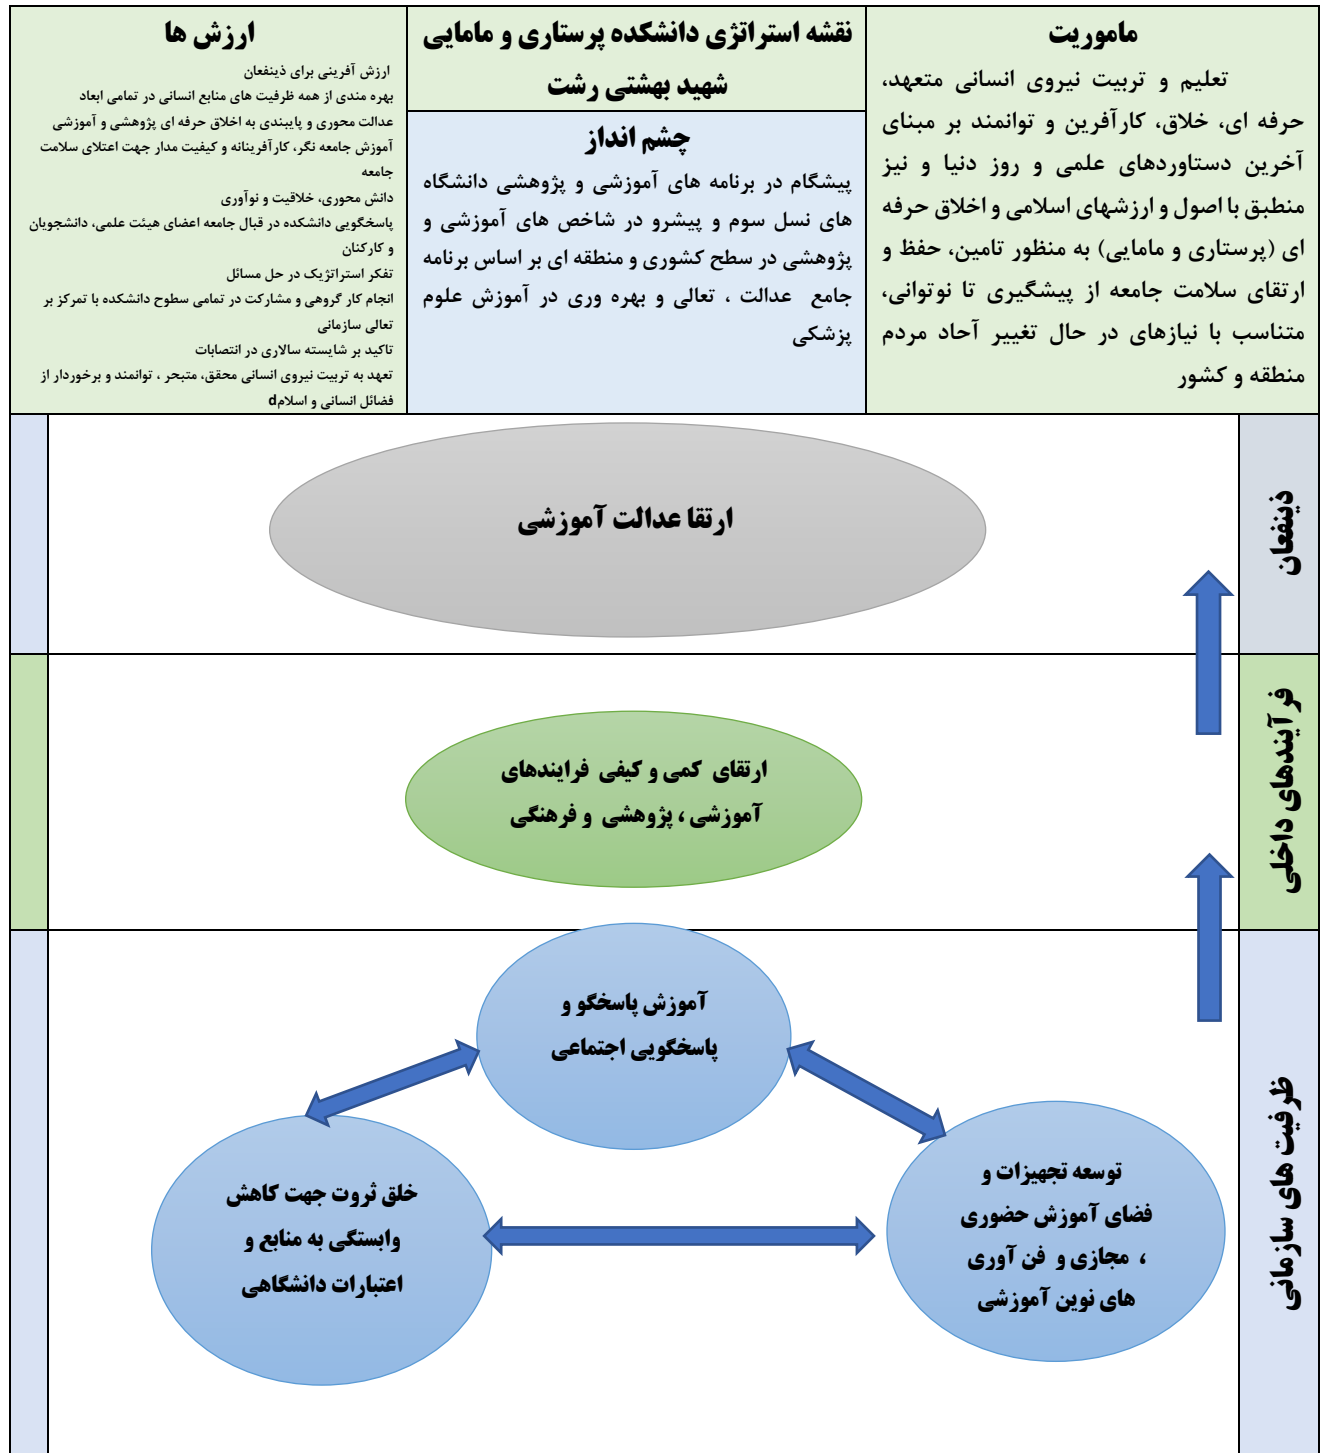 ماموریت
تعلیم و تربیت نیروی انسانی متعهد،
حرفه ای، خلاق، کارآفرین و توانمند بر مبنای
آخرین دستاوردهای علمی و روز دنیا و نیز
منطبق با اصول و ارزشهای اسلامی و اخلاق حرفه
ای (پرستاری و مامایی) به منظور تامین، حفظ و
ارتقای سلامت جامعه از پیشگیری تا نوتوانی،
متناسب با نیازهای در حال تغییر آحاد مردم
منطقه و کشور
نقشه استراتژی دانشکده پرستاری و مامایی
شهید بهشتی رشت
چشم انداز
پیشگام در برنامه های آموزشی و پژوهشی دانشگاه
های نسل سوم و پیشرو در شاخص های آموزشی و
پژوهشی در سطح کشوری و منطقه ای بر اساس برنامه
جامع عدالت ، تعالی و بهره وری در آموزش علوم
پزشکی
ارزش ها
ارزش آفرینی برای ذینفعان
بهره مندی از همه ظرفیت های منابع انسانی در تمامی ابعاد
عدالت محوری و پایبندی به اخلاق حرفه ای پژوهشی و آموزشی
آموزش جامعه نگر، کارآفرینانه و کیفیت مدار جهت اعتلای سلامت
جامعه
دانش محوری، خلاقیت و نوآوری
پاسخگویی دانشکده در قبال جامعه اعضای هیئت علمی، دانشجویان
و کارکنان
تفکر استراتژیک در حل مسائل
انجام کار گروهی و مشارکت در تمامی سطوح دانشکده با تمرکز بر
تعالی سازمانی
تاکید بر شایسته سالاری در انتصابات
تعهد به تربیت نیروی انسانی محقق، متبحر ، توانمند و برخوردار از
فضائل انسانی و اسلامd
ذینفعان
ارتقا عدالت آموزشی
فرآیندهای داخلی
ارتقای کمی و کیفی فرایندهای
آموزشی ، پژوهشی و فرهنگی
ظرفیت های سازمانی
آموزش پاسخگو و
پاسخگویی اجتماعی
توسعه تجهیزات و
فضای آموزش حضوری
، مجازی و فن آوری
های نوین آموزشی
خلق ثروت جهت کاهش
وابستگی به منابع و
اعتبارات دانشگاهی